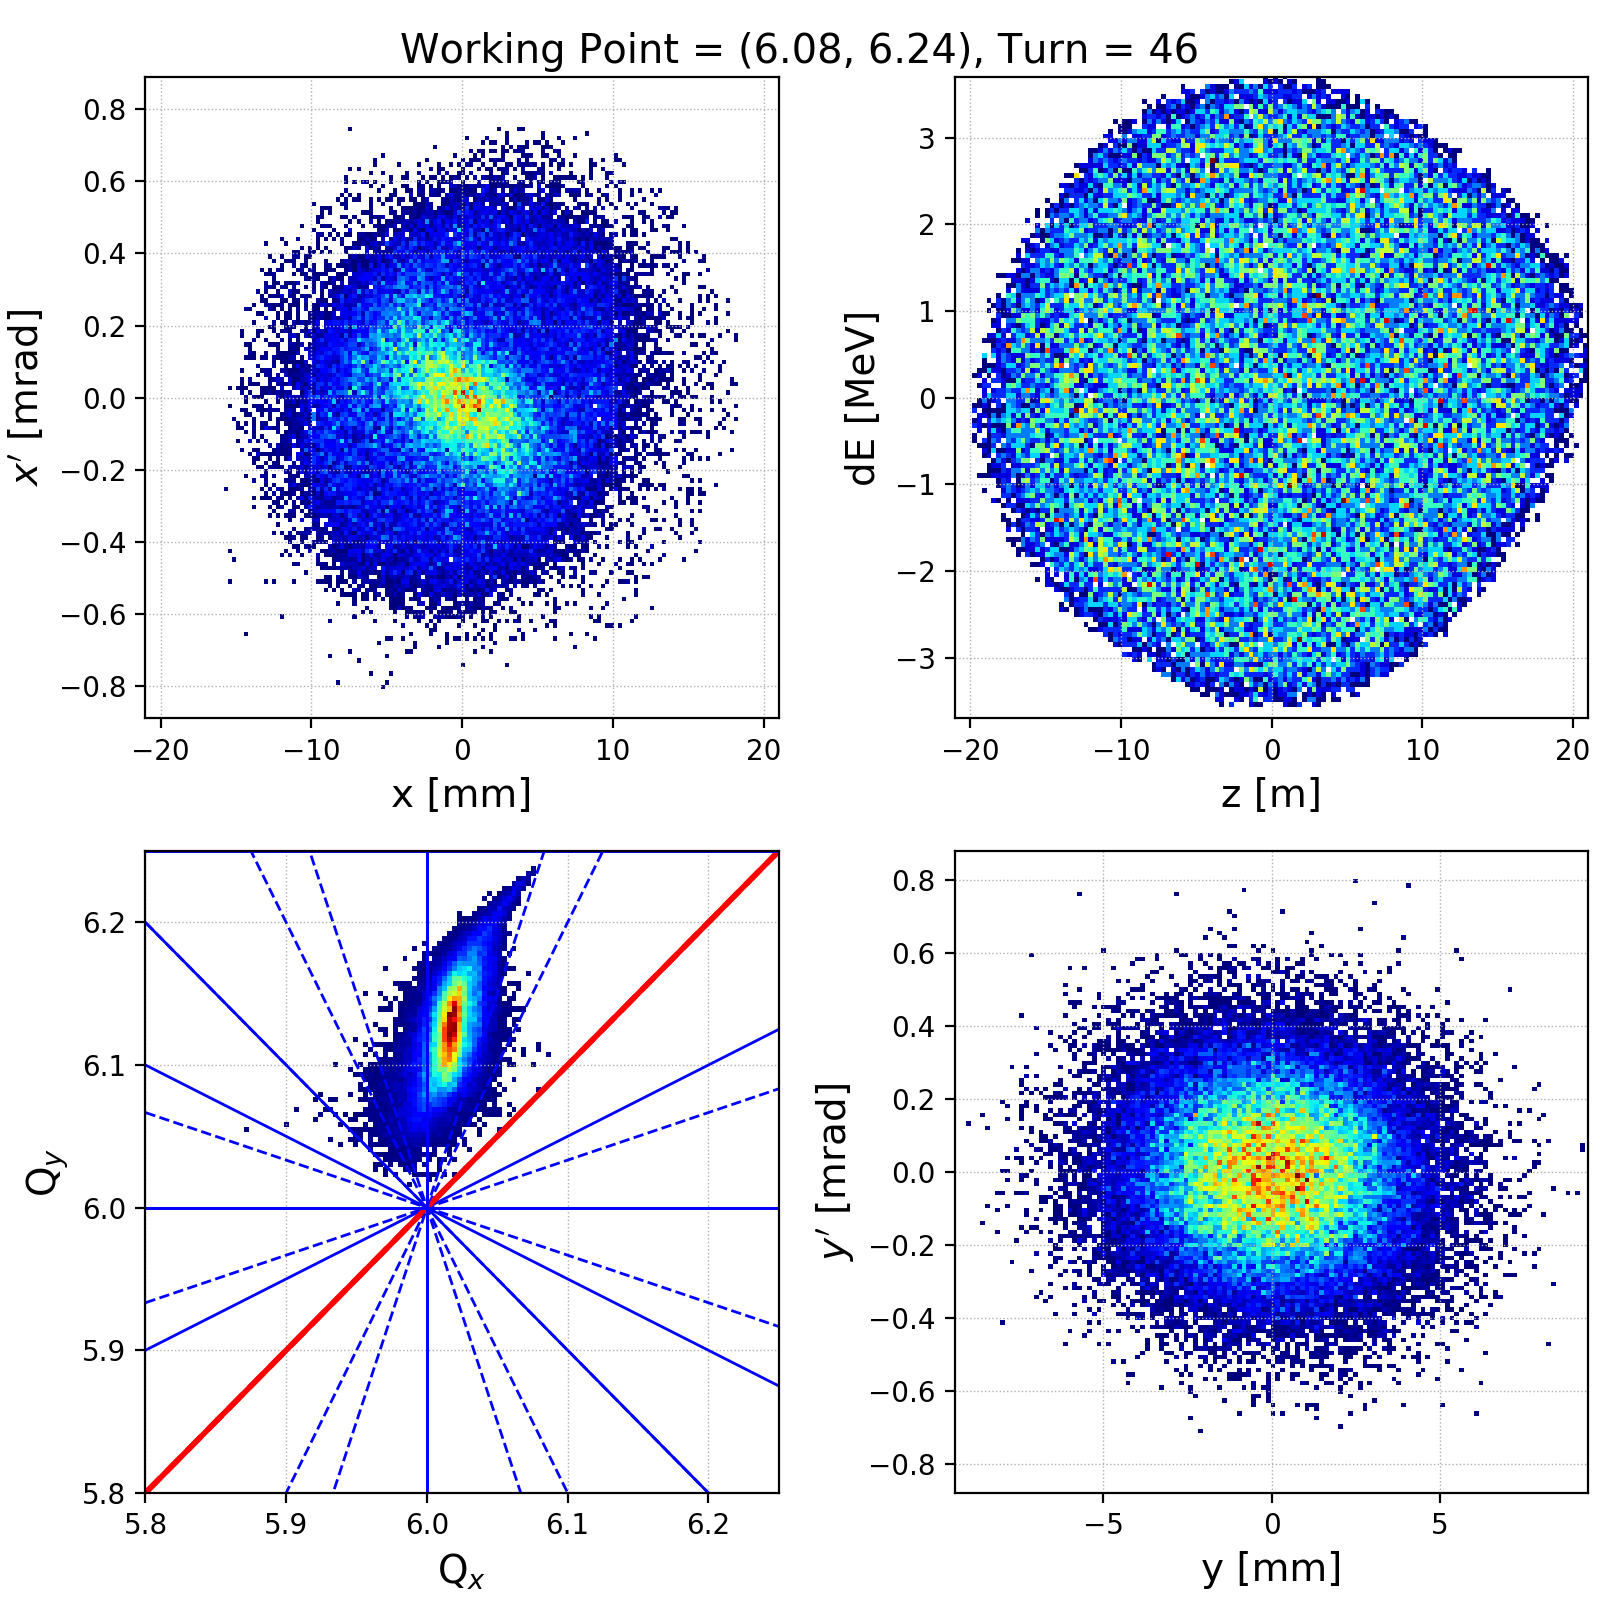 Working Point = (6.08, 6.24), Turn = 46
0.8
0.6
0.4
0.2
0.0
−0.2
−0.4
−0.6
−0.8
x′ [mrad]
−20 −10 0 10 20
x [mm]
3
2
1
0
−1
−2
−3
dE [MeV]
−20 −10 0 10 20
z [m]
6.2
6.1
6.0
5.9
5.8
Qy
5.8 5.9 6.0 6.1 6.2
Qx
0.8
0.6
0.4
0.2
0.0
−0.2
−0.4
−0.6
−0.8
y′ [mrad]
−5 0 5
y [mm]